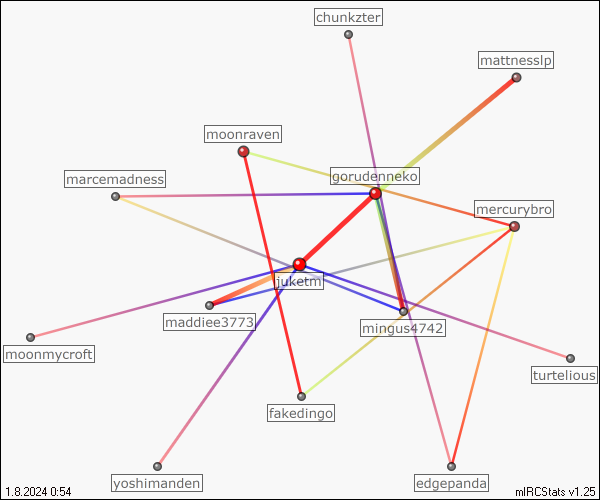 chunkzter
mattnesslp
moonraven
gorudenneko
marcemadness
mercurybro
juketm
maddiee3773
mingus4742
moonmycroft
turtelious
fakedingo
yoshimanden
edgepanda
1.8.2024 0:54
mIRCStats v1.25